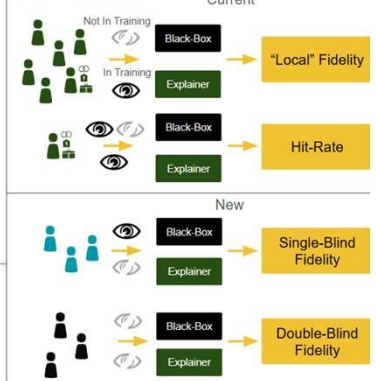 Current
Not In Training
Black-Box
"Local" Fidelity
In Training
Explainer
Black-Box
Hit-Rate
Explainer
New
Black-Box
Single-Blind
Fidelity
Explainer
Black-Box
Double-Blind
Fidelity
Explainer